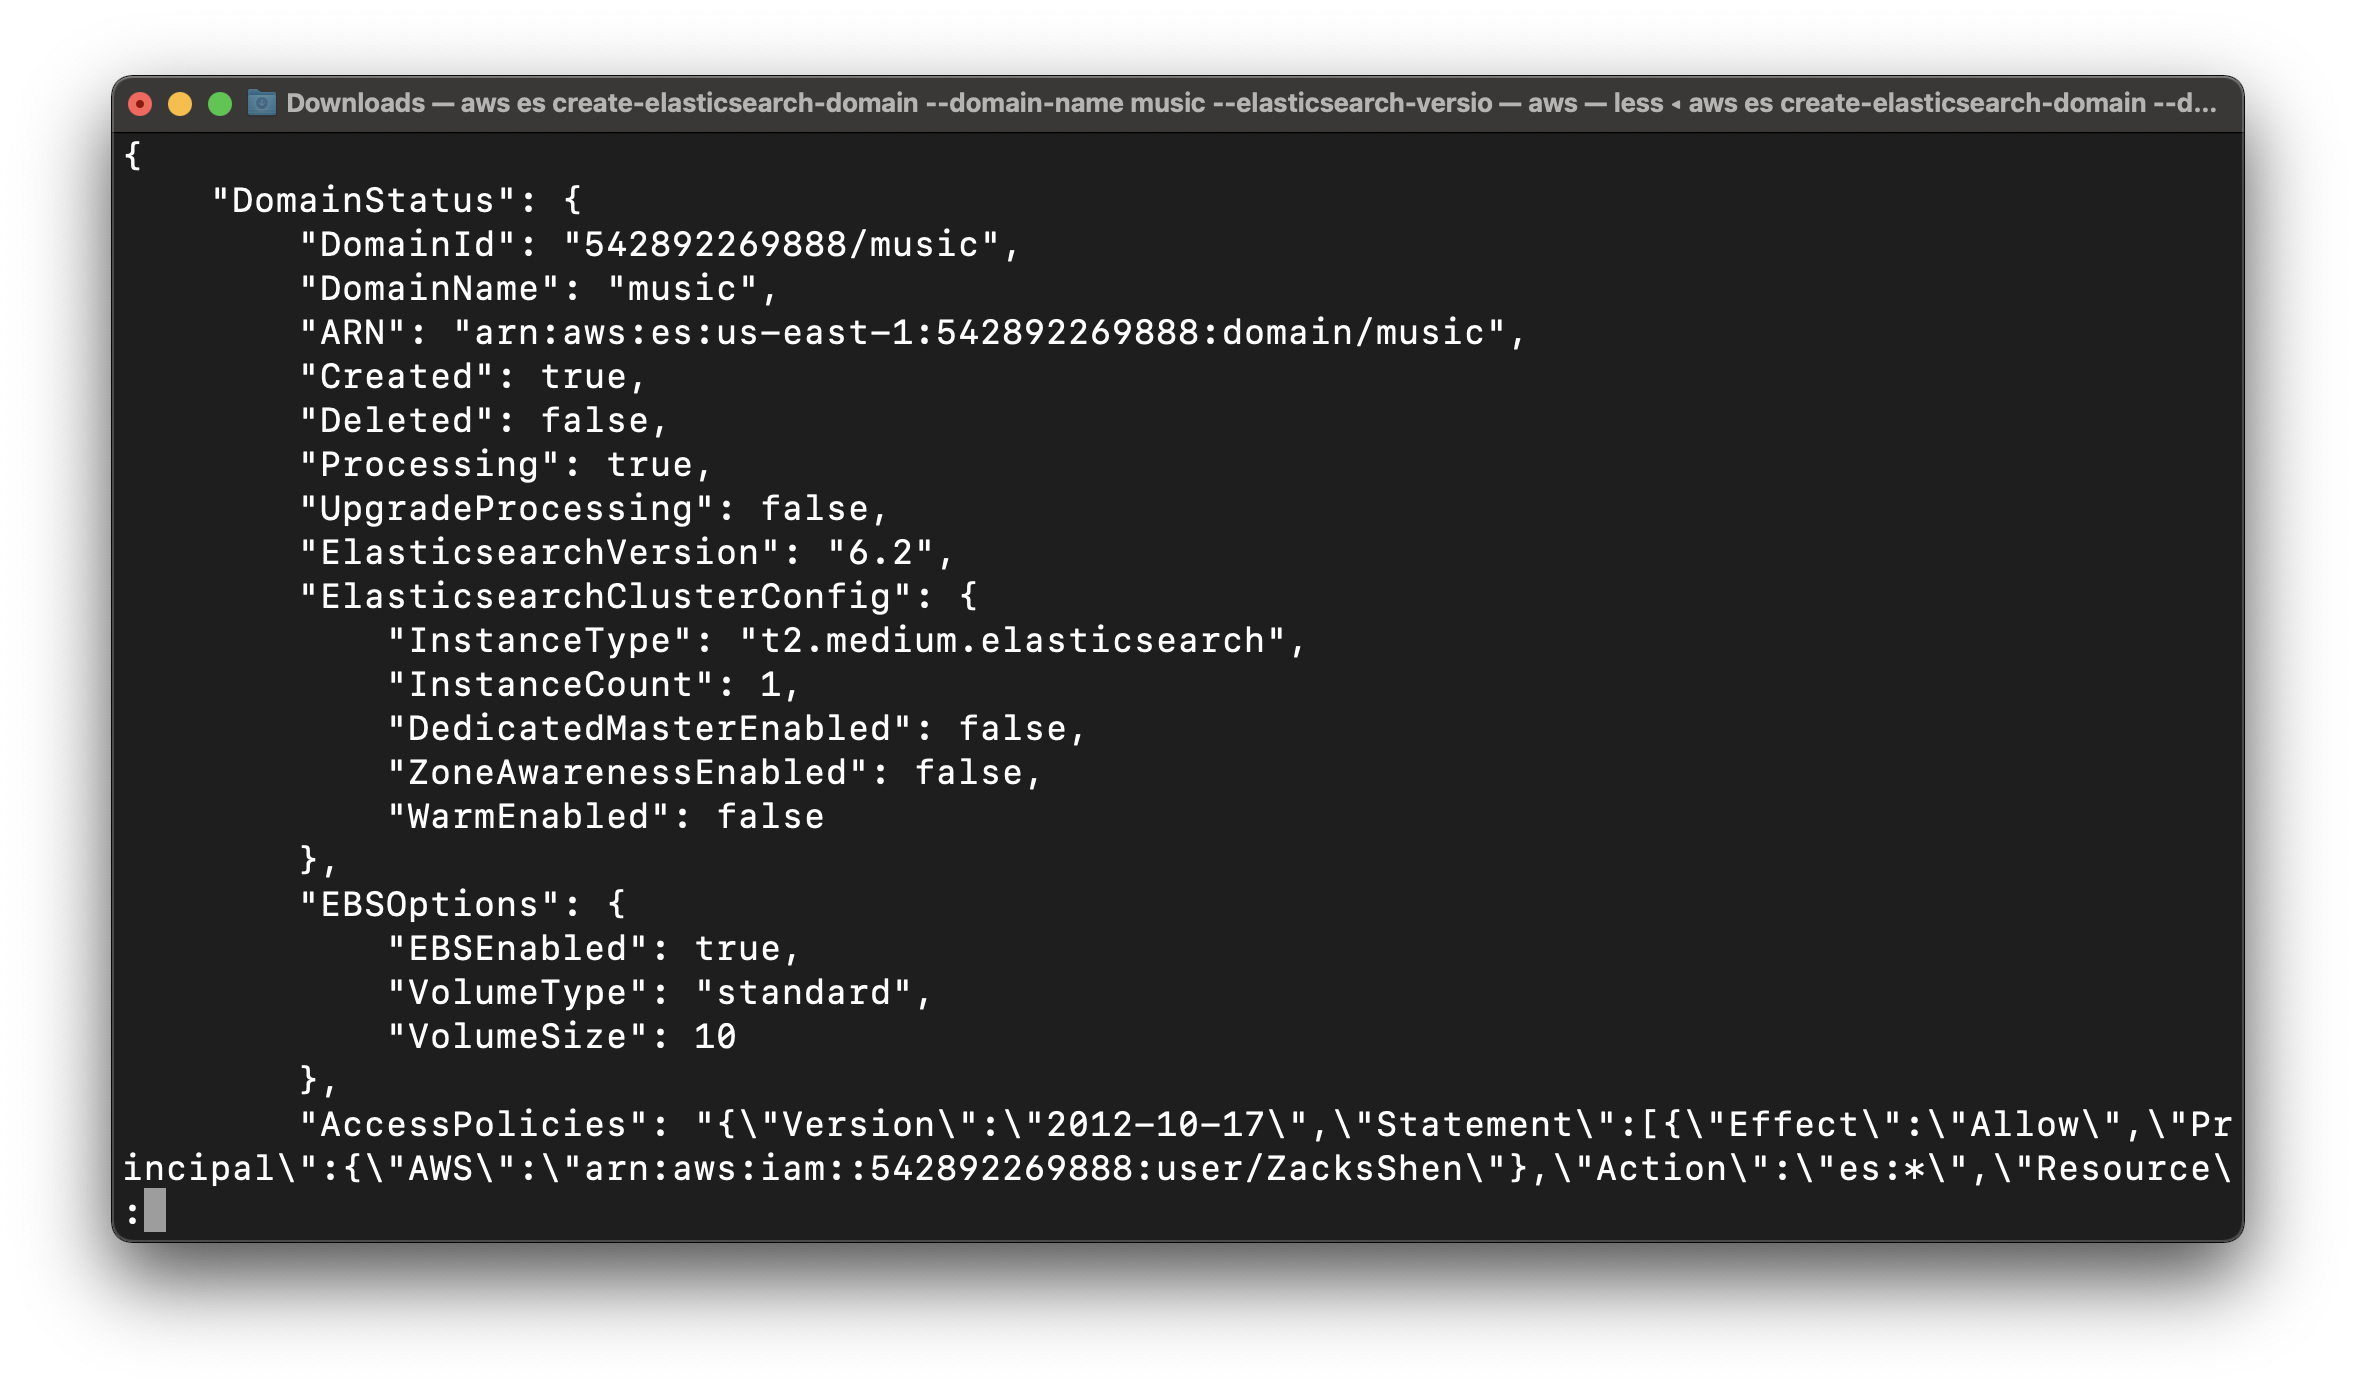 Downloads — aws es create-elasticsearch-domain --domain-name music --elasticsearch-versio — aws — less ◂ aws es create-elasticsearch-domain --d...
{
    "DomainStatus": {
        "DomainId": "542892269888/music",
        "DomainName": "music",
        "ARN": "arn:aws:es:us-east-1:542892269888:domain/music",
        "Created": true,
        "Deleted": false,
        "Processing": true,
        "UpgradeProcessing": false,
        "ElasticsearchVersion": "6.2",
        "ElasticsearchClusterConfig": {
            "InstanceType": "t2.medium.elasticsearch",
            "InstanceCount": 1,
            "DedicatedMasterEnabled": false,
            "ZoneAwarenessEnabled": false,
            "WarmEnabled": false
        },
        "EBSOptions": {
            "EBSEnabled": true,
            "VolumeType": "standard",
            "VolumeSize": 10
        },
        "AccessPolicies": "{\"Version\":\"2012-10-17\",\"Statement\":[{\"Effect\":\"Allow\",\"Pr
incipal\":{\"AWS\":\"arn:aws:iam::542892269888:user/ZacksShen\"},\"Action\":\"es:*\",\"Resource\
: